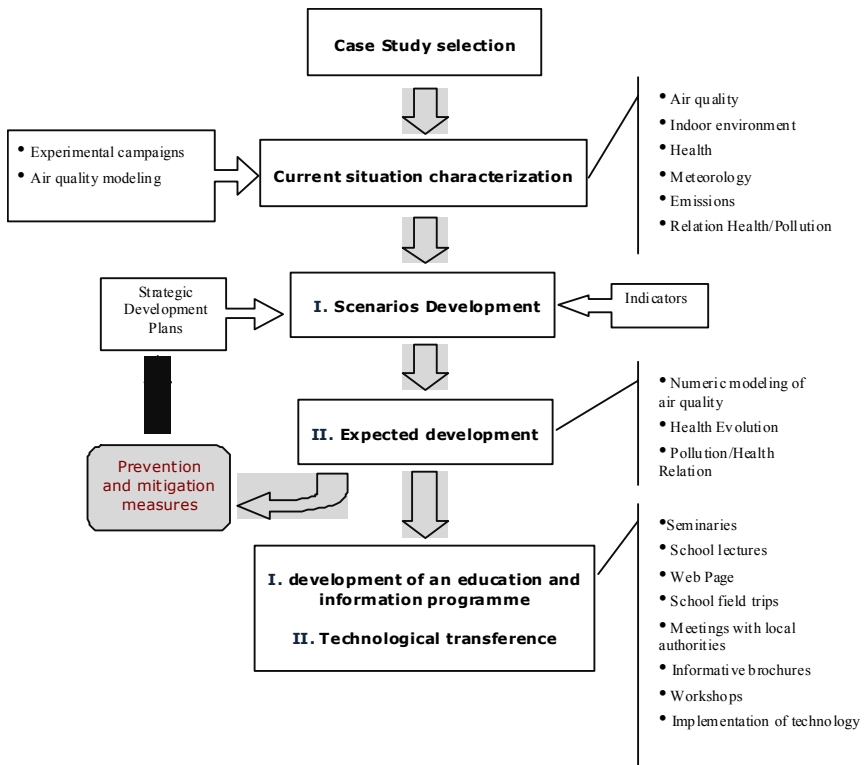 Case Study selection
• Air quality
• Indoor environment
• Health
• Meteorology
• Emissions
• Relation Health/Pollution
• Experimental campaigns
• Air quality modeling
Current situation characterization
Strategic
Development
Plans
I. Scenarios Development
Indicators
• Numeric modeling of
air quality
• Health Evolution
• Pollution/Health
Relation
II. Expected development
Prevention
and mitigation
measures
•Seminaries
• School lectures
• Web Page
• School field trips
• Meetings with local
authorities
• Informative brochures
• Workshops
• Implementation of technology
I. development of an education and
information programme
II. Technological transference